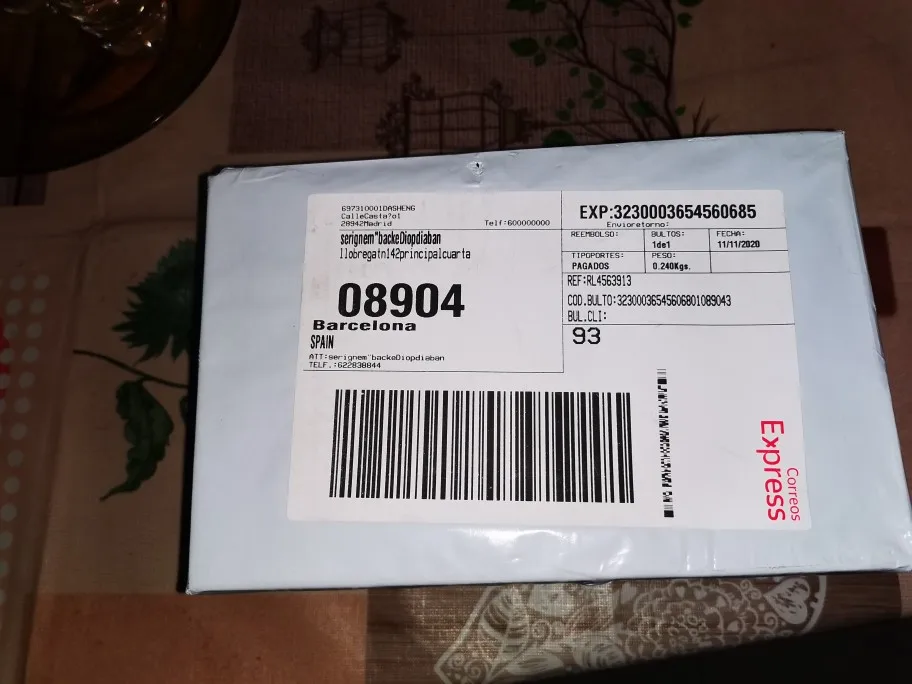 697310001DASHENG
CalleCasta?ol
28942Madrid
Telf:600000000
serignem"backeDiopdiaban
llobregatn142principalcuarta
08904
Barcelona
SPAIN
ATT:serignem"backeDiopdiaban
TELF.:622838844
EXP:3230003654560685
Envioretorno:
REEMBOLSO:
BULTOS:
1de1
FECHA:
11/11/2020
TIPOPORTES:
PAGADOS
PESO:
0.240Kgs.
REF:RL4563913
COD.BULTO:32300036545606801089043
BUL.CLI:
93
Correos
Express